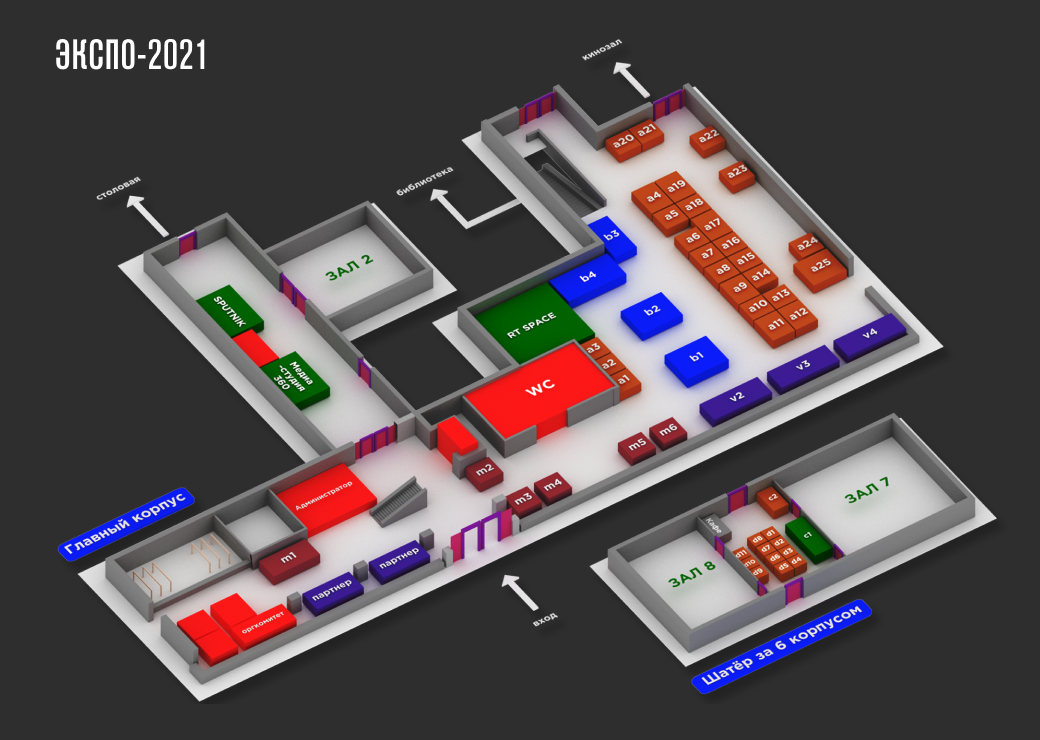 ЭКСПО-2021
кинозал
столовая
библиотека
a20
a21
a22
a23
a24
a25
a4
a19
a5
a18
a6
a17
a7
a16
a8
a15
a9
a14
a10
a13
a11
a12
b3
b4
b2
b1
ЗАЛ 2
SPUTNIK
Медиа
-студия
360
RT SPACE
a3
a2
a1
WC
v4
v3
v2
m6
m5
m4
m3
m2
Администратор
m1
партнер
партнер
оргкомитет
Главный корпус
вход
ЗАЛ 7
ЗАЛ 8
Кафе
c2
c1
d8
d1
d7
d2
d6
d3
d5
d4
d11
d9
Шатёр за 6 корпусом